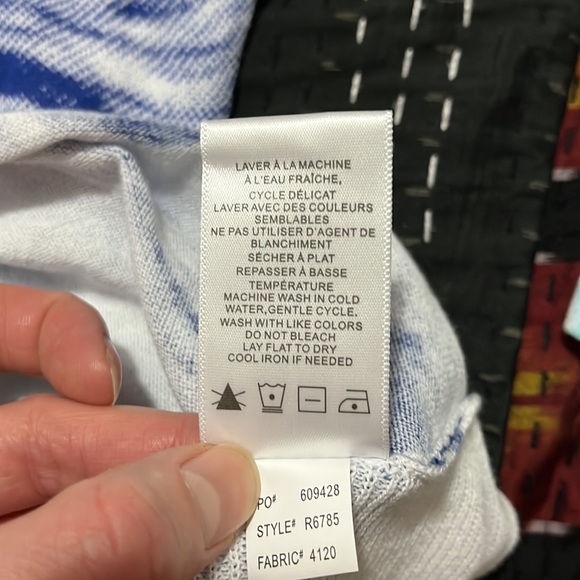 LAVER À LA MACHINE
À L'EAU FRAÎCHE,
CYCLE DÉLICAT
LAVER AVEC DES COULEURS
SEMBLABLES
NE PAS UTILISER D'AGENT DE
BLANCHIMENT
SÉCHER À PLAT
REPASSER À BASSE
TEMPÉRATURE
MACHINE WASH IN COLD
WATER,GENTLE CYCLE.
WASH WITH LIKE COLORS
DO NOT BLEACH
LAY FLAT TO DRY
COOL IRON IF NEEDED
PO# 609428
STYLE# R6785
FABRIC# 4120